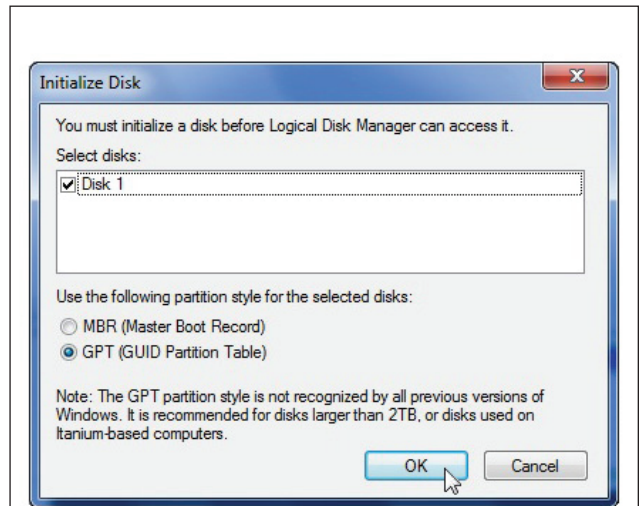 Initialize Disk
You must initialize a disk before Logical Disk Manager can access it.
Select disks:
Disk 1
Use the following partition style for the selected disks:
MBR (Master Boot Record)
GPT (GUID Partition Table)
Note: The GPT partition style is not recognized by all previous versions of
Windows. It is recommended for disks larger than 2TB, or disks used on
Itanium-based computers.
OK
Cancel